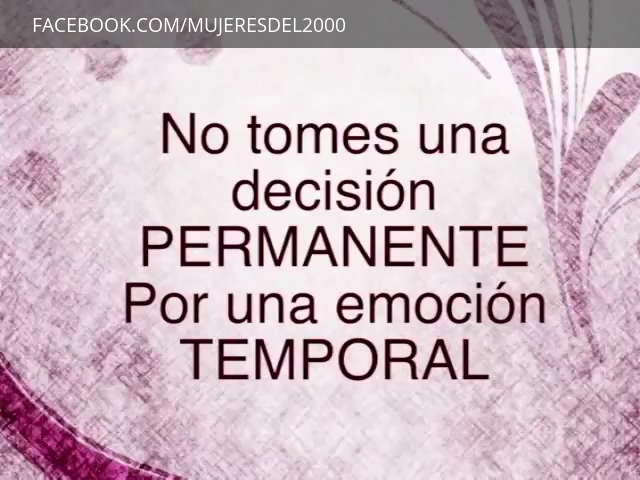 FACEBOOK.COM/MUJERESDEL2000
No tomes una
decisión
PERMANENTE
Por una emoción
TEMPORAL